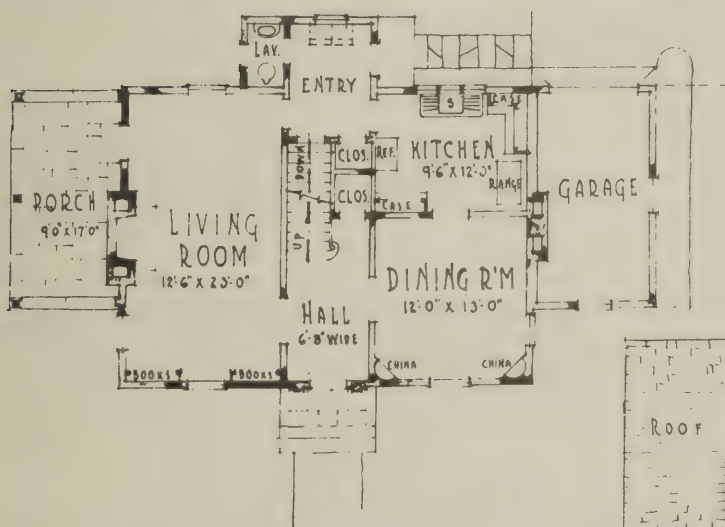 LAV.
ENTRY
S
CASE
CLOS.
REF.
KITCHEN
9'-6" X 12'-0"
RANGE
DOWN
CLOS.
CASE
UP
PORCH
9'-0" X 17'-0"
LIVING
ROOM
12'-6" X 23'-0"
GARAGE
DINING R'M
12'-0" X 13'-0"
HALL
6'-8" WIDE
BOOKS
BOOKS
CHINA
CHINA
ROOF